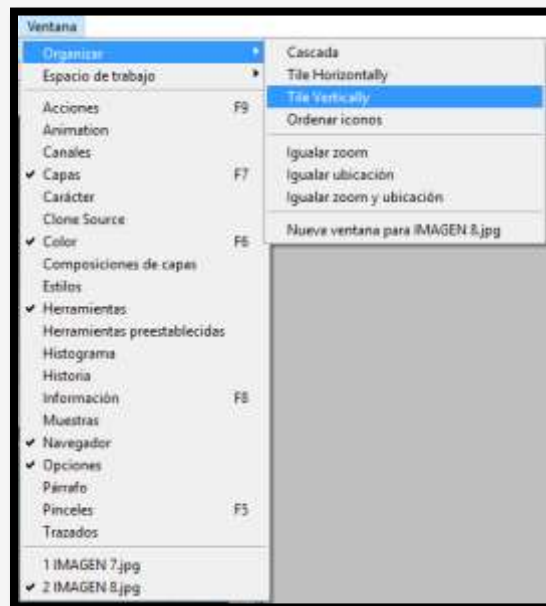 Ventana
Organizar
Espacio de trabajo
Acciones F9
Animation
Canales
✔ Capas F7
Carácter
Clone Source
✔ Color F6
Composiciones de capas
Estilos
✔ Herramientas
Herramientas preestablecidas
Histograma
Historia
Información F8
Muestras
✔ Navegador
✔ Opciones
Párrafo
Pinceles F5
Trazados
1 IMAGEN 7.jpg
✔ 2 IMAGEN 8.jpg
Cascada
Tile Horizontally
Tile Vertically
Ordenar iconos
Igualar zoom
Igualar ubicación
Igualar zoom y ubicación
Nueva ventana para IMAGEN 8.jpg